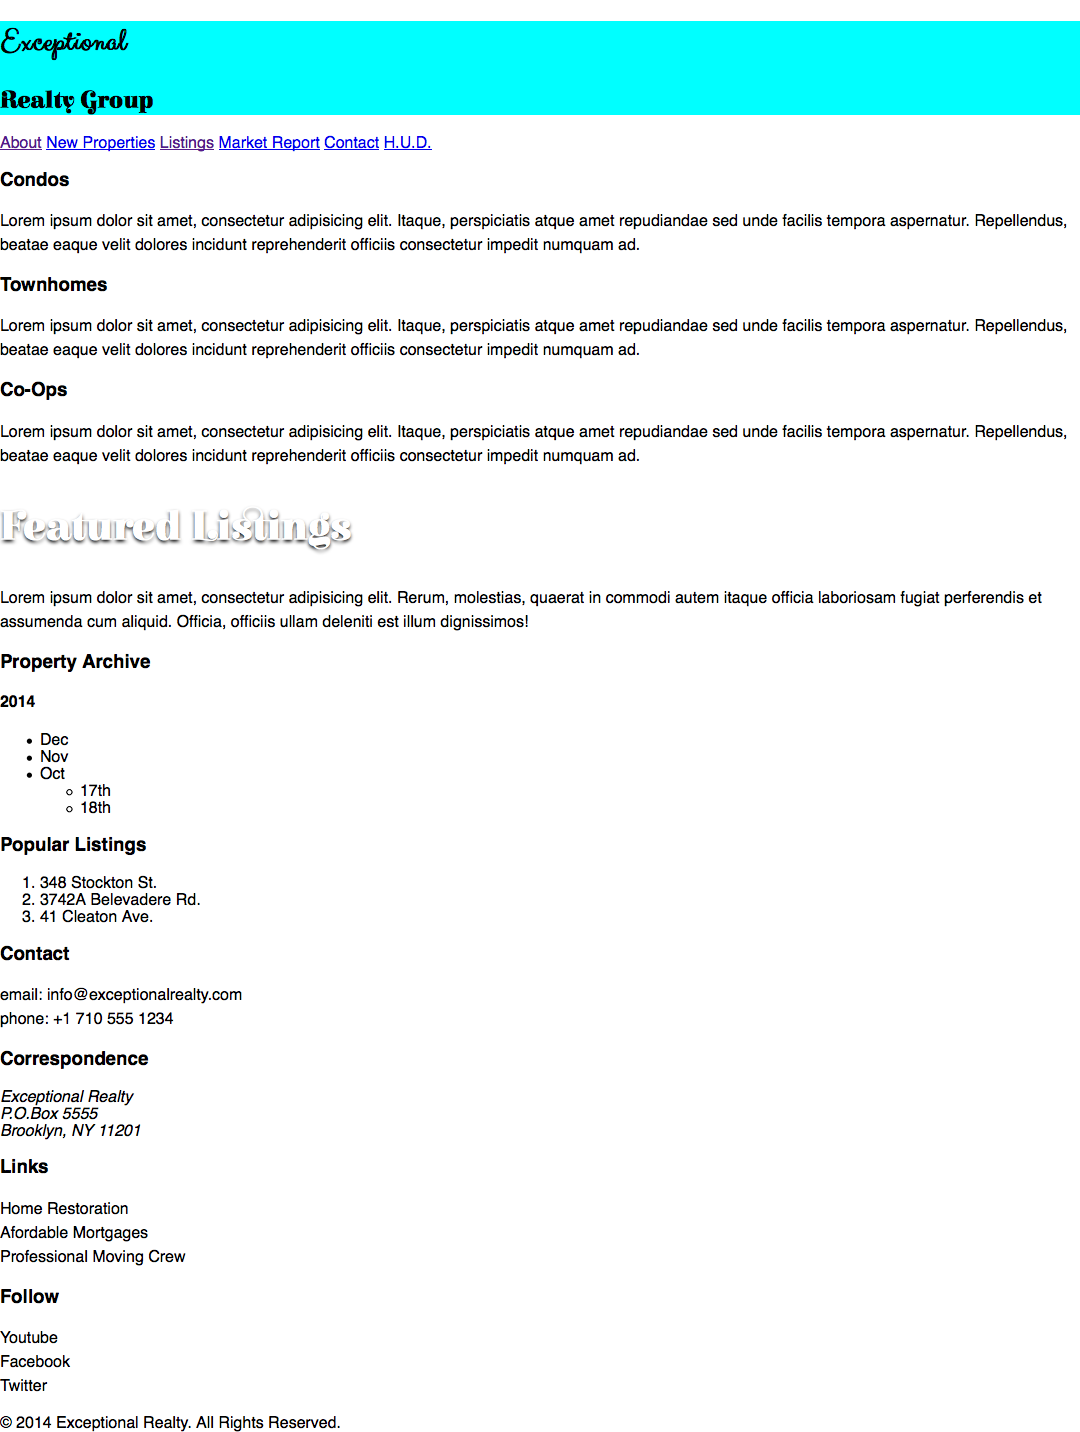 Exceptional
Realty Group
About New Properties Listings Market Report Contact H.U.D.
Condos
Lorem ipsum dolor sit amet, consectetur adipisicing elit. Itaque, perspiciatis atque amet repudiandae sed unde facilis tempora aspernatur. Repellendus,
beatae eaque velit dolores incidunt reprehenderit officiis consectetur impedit numquam ad.
Townhomes
Lorem ipsum dolor sit amet, consectetur adipisicing elit. Itaque, perspiciatis atque amet repudiandae sed unde facilis tempora aspernatur. Repellendus,
beatae eaque velit dolores incidunt reprehenderit officiis consectetur impedit numquam ad.
Co-Ops
Lorem ipsum dolor sit amet, consectetur adipisicing elit. Itaque, perspiciatis atque amet repudiandae sed unde facilis tempora aspernatur. Repellendus,
beatae eaque velit dolores incidunt reprehenderit officiis consectetur impedit numquam ad.
Featured Listings
Lorem ipsum dolor sit amet, consectetur adipisicing elit. Rerum, molestias, quaerat in commodi autem itaque officia laboriosam fugiat perferendis et
assumenda cum aliquid. Officia, officiis ullam deleniti est illum dignissimos!
Property Archive
2014
• Dec
• Nov
• Oct
◦ 17th
◦ 18th
Popular Listings
1. 348 Stockton St.
2. 3742A Belevadere Rd.
3. 41 Cleaton Ave.
Contact
email: info@exceptionalrealty.com
phone: +1 710 555 1234
Correspondence
Exceptional Realty
P.O.Box 5555
Brooklyn, NY 11201
Links
Home Restoration
Afordable Mortgages
Professional Moving Crew
Follow
Youtube
Facebook
Twitter
© 2014 Exceptional Realty. All Rights Reserved.